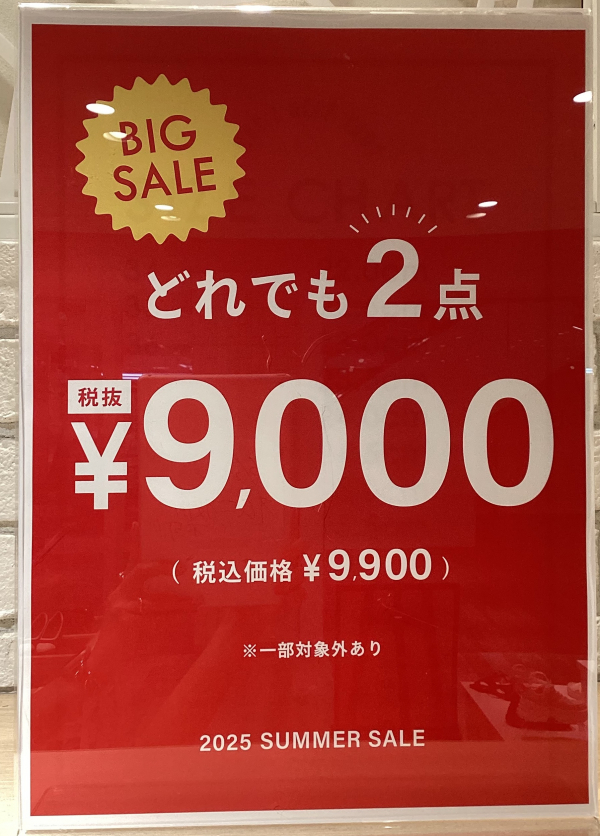 BIG
SALE
どれでも2点
税抜
¥9,000
( 税込価格 ¥9,900 )
※一部対象外あり
2025 SUMMER SALE